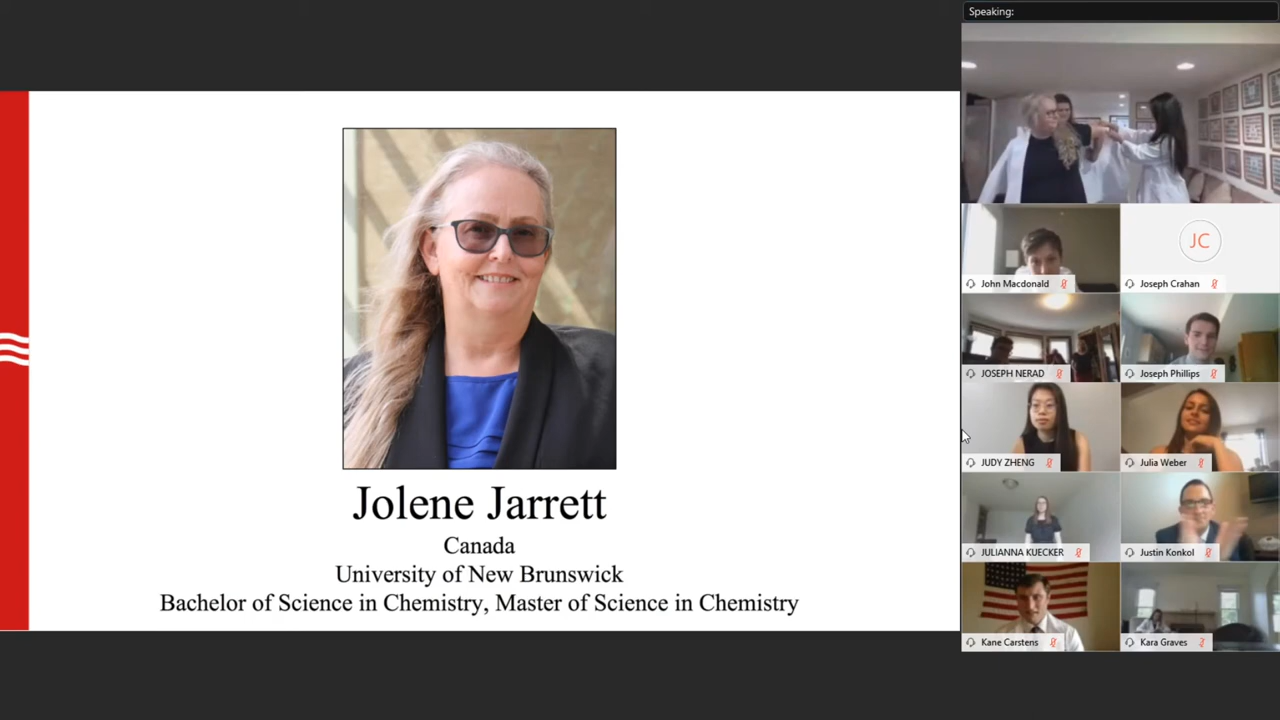 Speaking:
Jolene Jarrett
Canada
University of New Brunswick
Bachelor of Science in Chemistry, Master of Science in Chemistry
John Macdonald
JC
Joseph Crahan
JOSEPH NERAD
Joseph Phillips
JUDY ZHENG
Julia Weber
JULIANNA KUECKER
Justin Konkol
Kane Carstens
Kara Graves